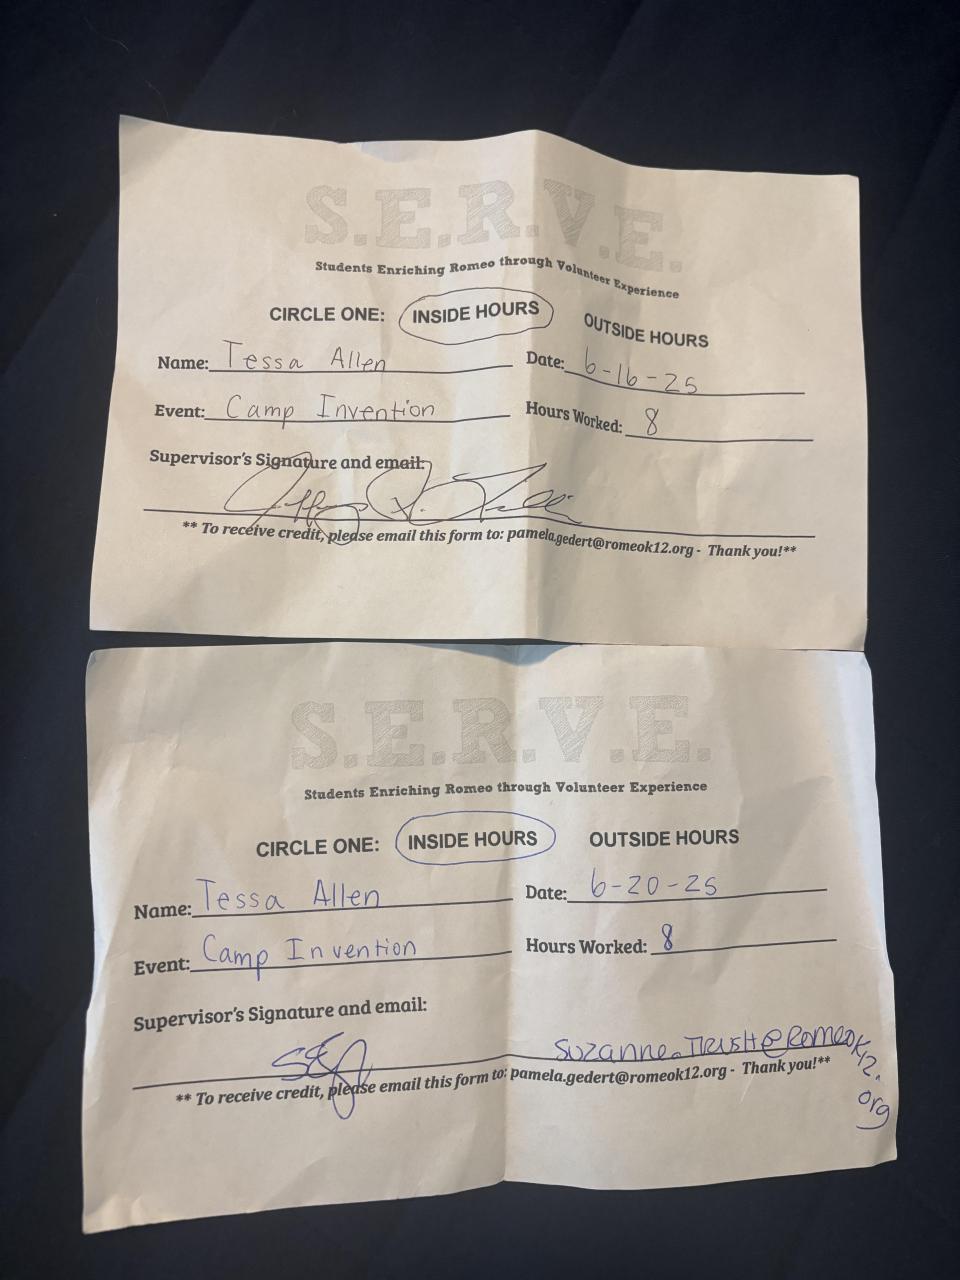 S.E.R.V.E.
Students Enriching Romeo through Volunteer Experience
CIRCLE ONE: INSIDE HOURS OUTSIDE HOURS
Name: Tessa Allen Date: 6-16-25
Event: Camp Invention Hours Worked: 8
Supervisor's Signature and email:
** To receive credit, please email this form to: pamela.gedert@romeok12.org - Thank you!**
S.E.R.V.E.
Students Enriching Romeo through Volunteer Experience
CIRCLE ONE: INSIDE HOURS OUTSIDE HOURS
Name: Tessa Allen Date: 6-20-25
Event: Camp Invention Hours Worked: 8
Supervisor's Signature and email:
suzanne.TRUSH@ROMEOK12.org
** To receive credit, please email this form to: pamela.gedert@romeok12.org - Thank you!**